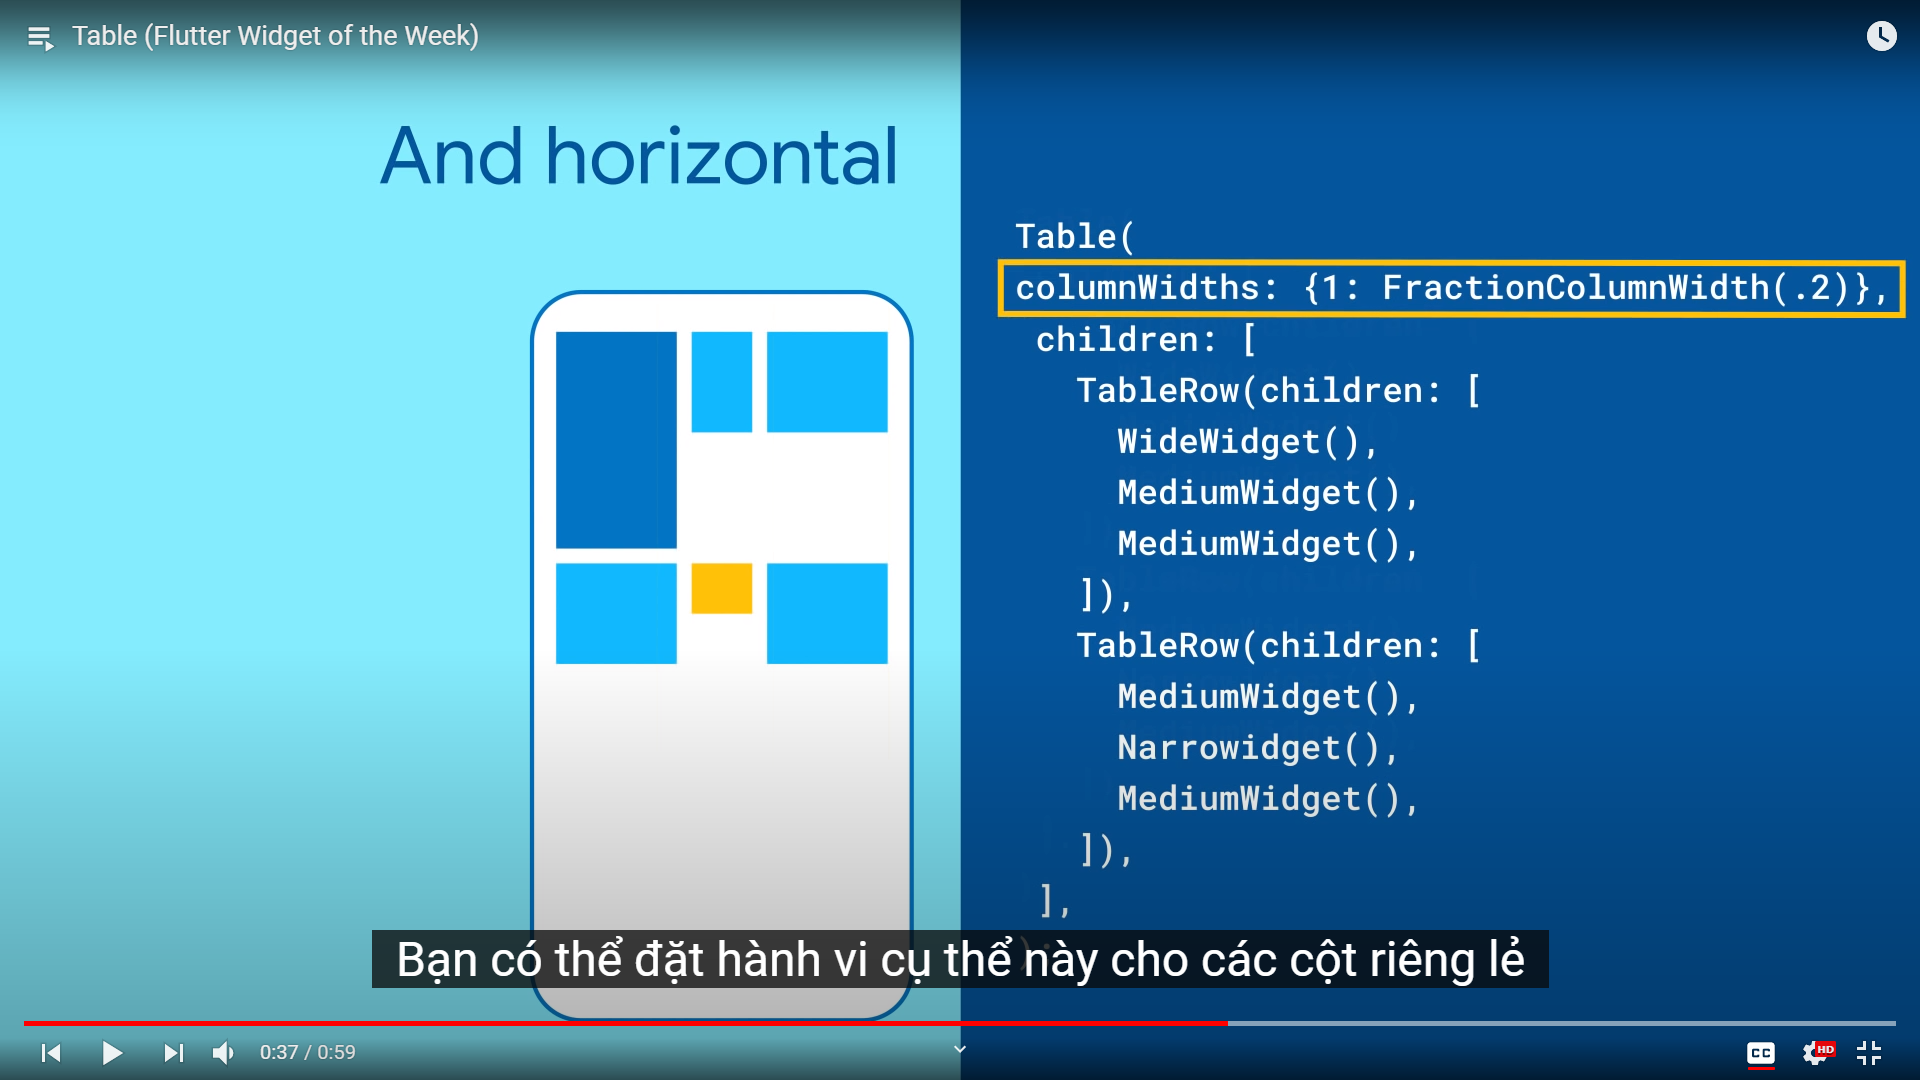 Table (Flutter Widget of the Week)
And horizontal
Table(
columnWidths: {1: FractionColumnWidth(.2)},
children: [
TableRow(children: [
WideWidget(),
MediumWidget(),
MediumWidget(),
]),
TableRow(children: [
MediumWidget(),
Narrowidget(),
MediumWidget(),
]),
],
Bạn có thể đặt hành vi cụ thể này cho các cột riêng lẻ
0:37 / 0:59
CC
HD